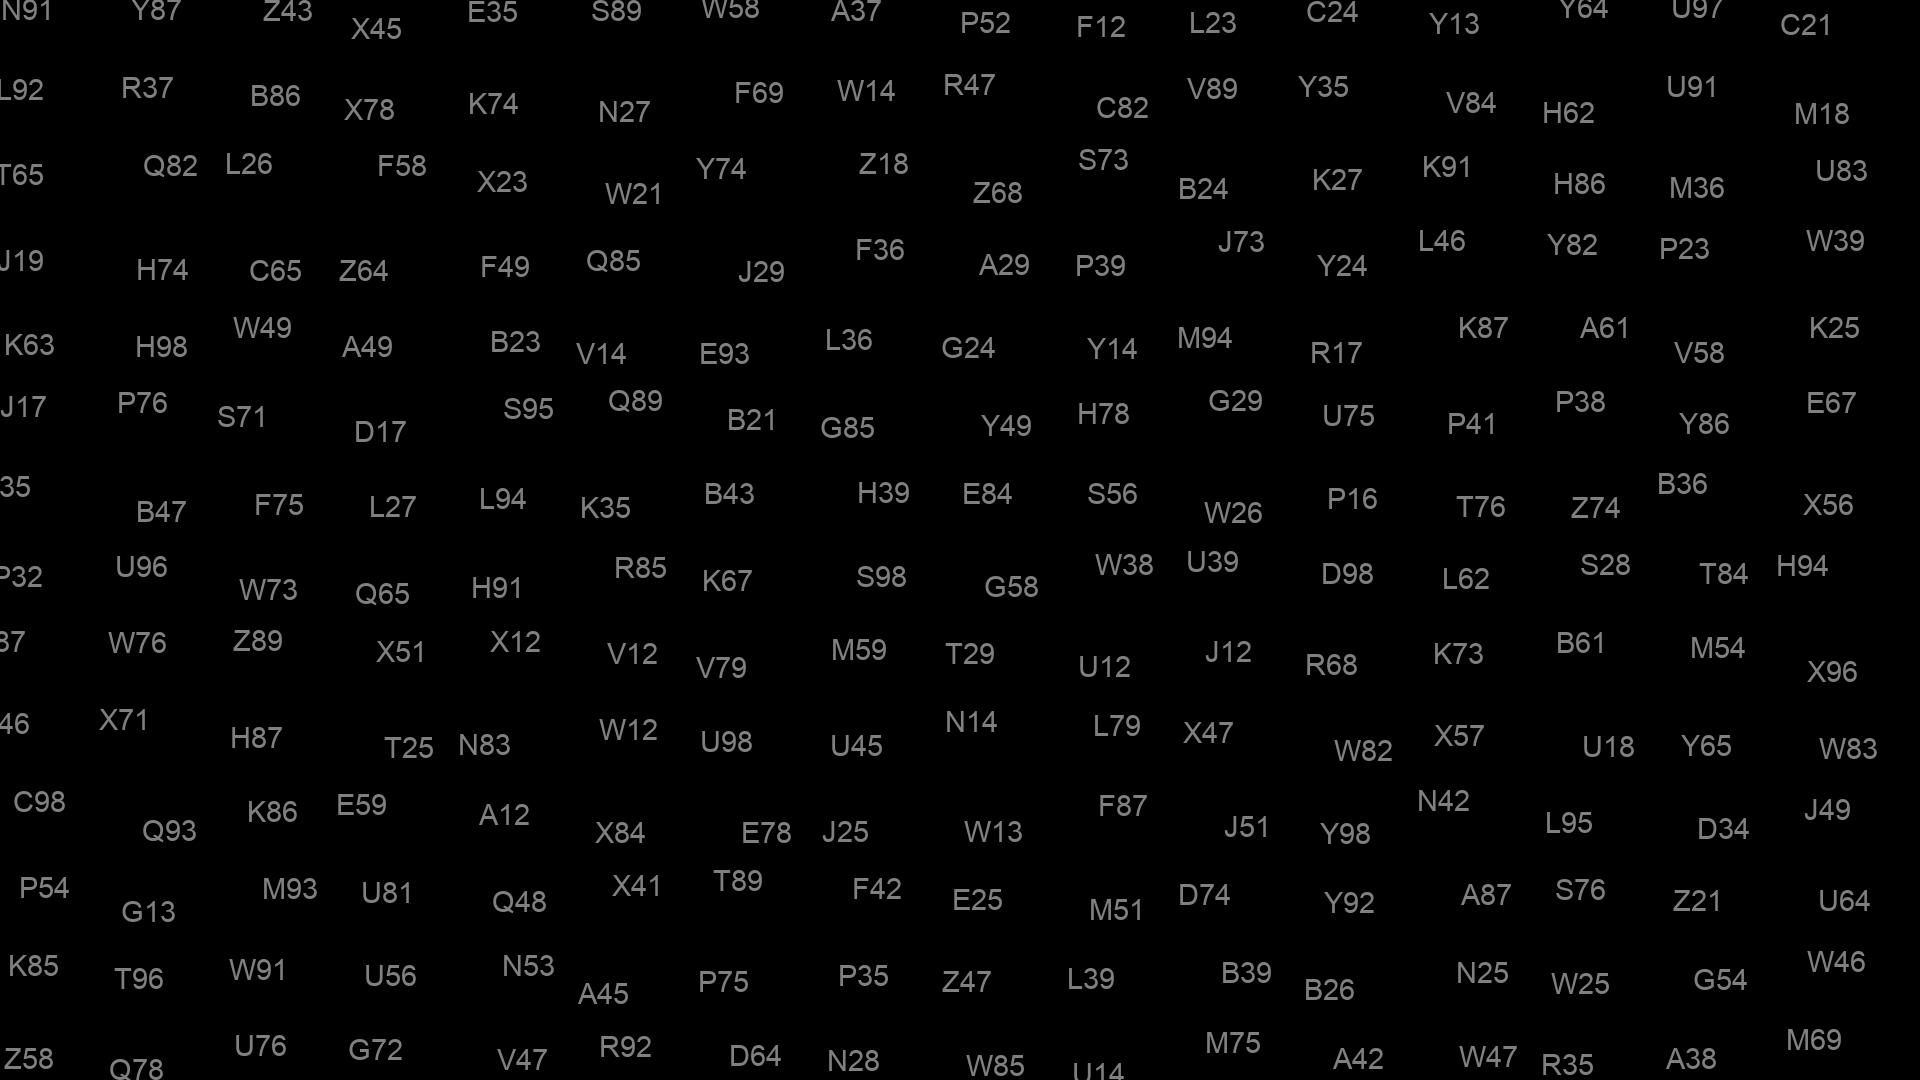 N91 Y87 Z43 X45 E35 S89 W58 A37 P52 F12 L23 C24 Y13 Y64 U97 C21
L92 R37 B86 X78 K74 N27 F69 W14 R47 C82 V89 Y35 V84 H62 U91 M18
T65 Q82 L26 F58 X23 W21 Y74 Z18 Z68 S73 B24 K27 K91 H86 M36 U83
J19 H74 C65 Z64 F49 Q85 J29 F36 A29 P39 J73 Y24 L46 Y82 P23 W39
K63 H98 W49 A49 B23 V14 E93 L36 G24 Y14 M94 R17 K87 A61 V58 K25
J17 P76 S71 D17 S95 Q89 B21 G85 Y49 H78 G29 U75 P41 P38 Y86 E67
35 B47 F75 L27 L94 K35 B43 H39 E84 S56 W26 P16 T76 Z74 B36 X56
P32 U96 W73 Q65 H91 R85 K67 S98 G58 W38 U39 D98 L62 S28 T84 H94
37 W76 Z89 X51 X12 V12 V79 M59 T29 U12 J12 R68 K73 B61 M54 X96
46 X71 H87 T25 N83 W12 U98 U45 N14 L79 X47 W82 X57 U18 Y65 W83
C98 Q93 K86 E59 A12 X84 E78 J25 W13 F87 J51 Y98 N42 L95 D34 J49
P54 G13 M93 U81 Q48 X41 T89 F42 E25 M51 D74 Y92 A87 S76 Z21 U64
K85 T96 W91 U56 N53 A45 P75 P35 Z47 L39 B39 B26 N25 W25 G54 W46
Z58 Q78 U76 G72 V47 R92 D64 N28 W85 U14 M75 A42 W47 R35 A38 M69